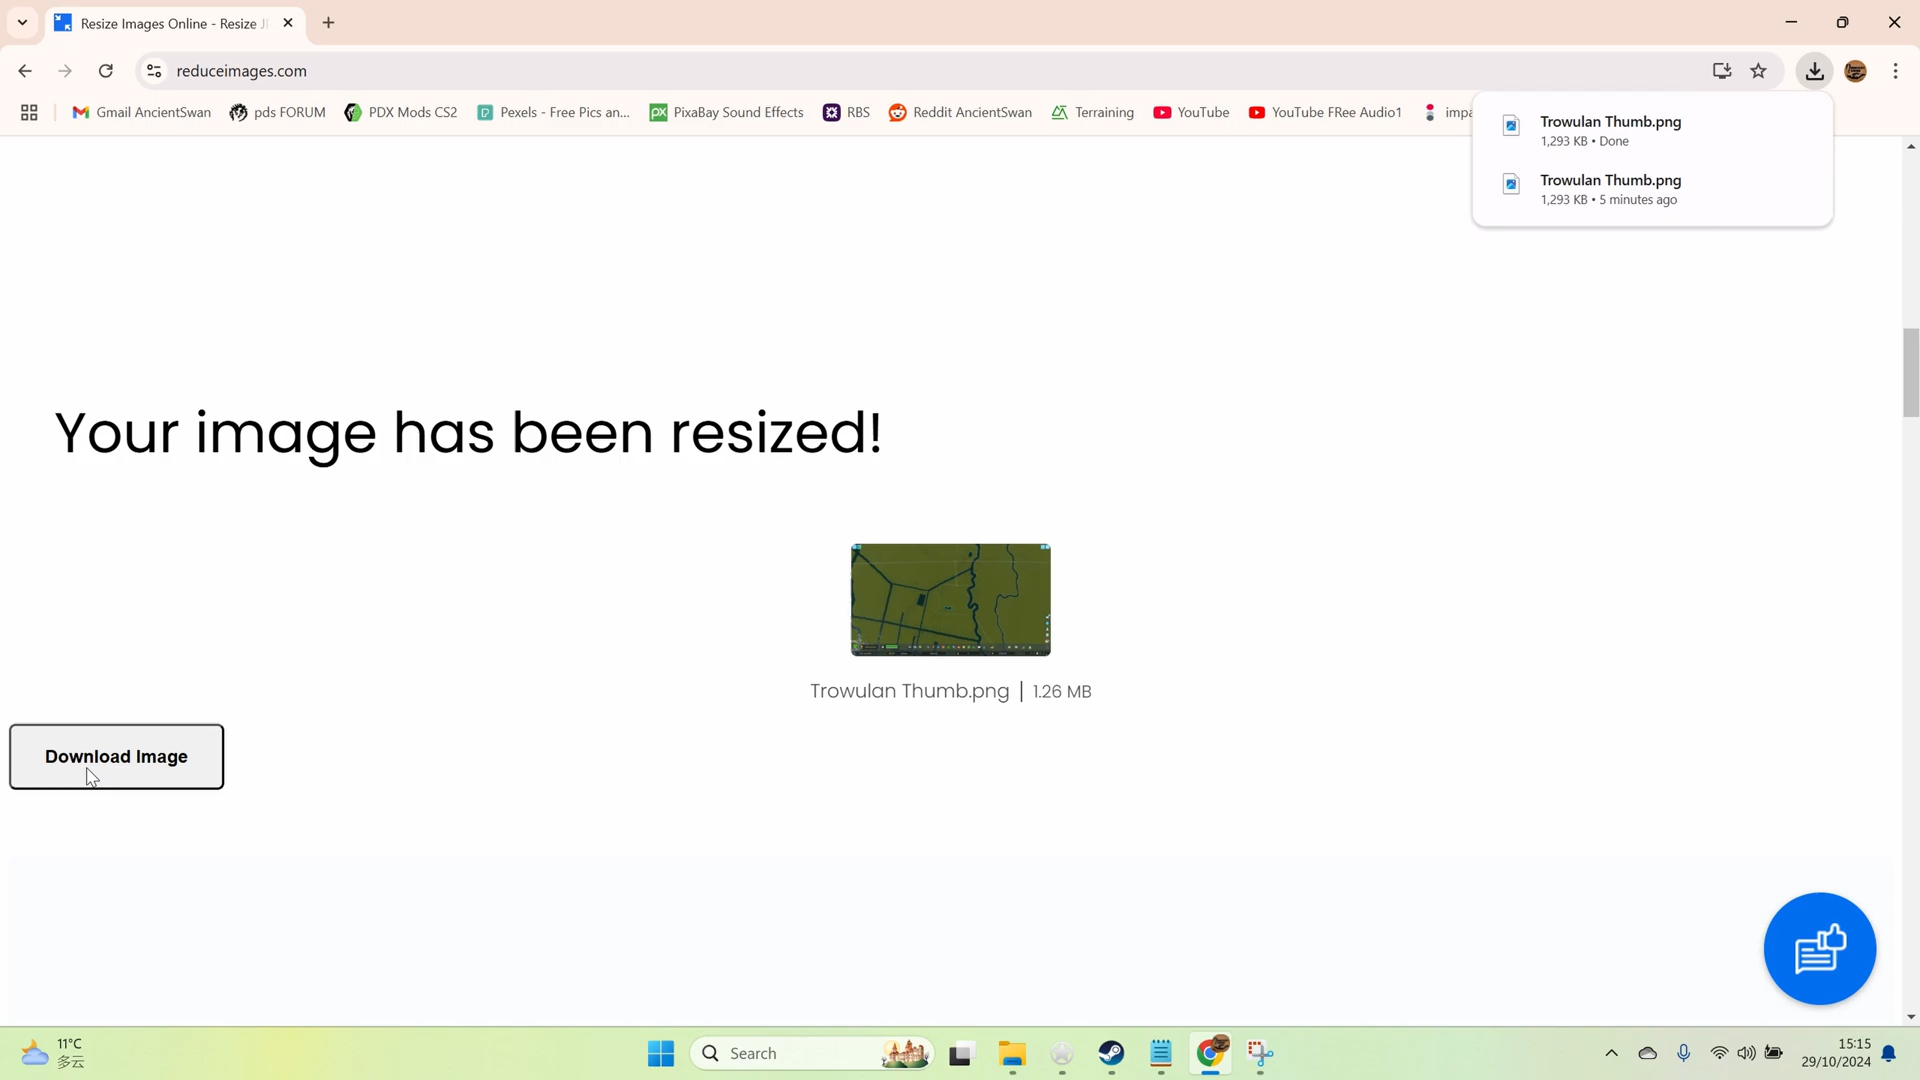 Resize Images Online - Resize J
reduceimages.com
Gmail AncientSwan
pds FORUM
PDX Mods CS2
Pexels - Free Pics an...
PixaBay Sound Effects
RBS
Reddit AncientSwan
Terraining
YouTube
YouTube FRee Audio1
impa
Trowulan Thumb.png
1,293 KB • Done
Trowulan Thumb.png
1,293 KB • 5 minutes ago
Your image has been resized!
Trowulan Thumb.png | 1.26 MB
Download Image
11°C
多云
Search
15:15
29/10/2024